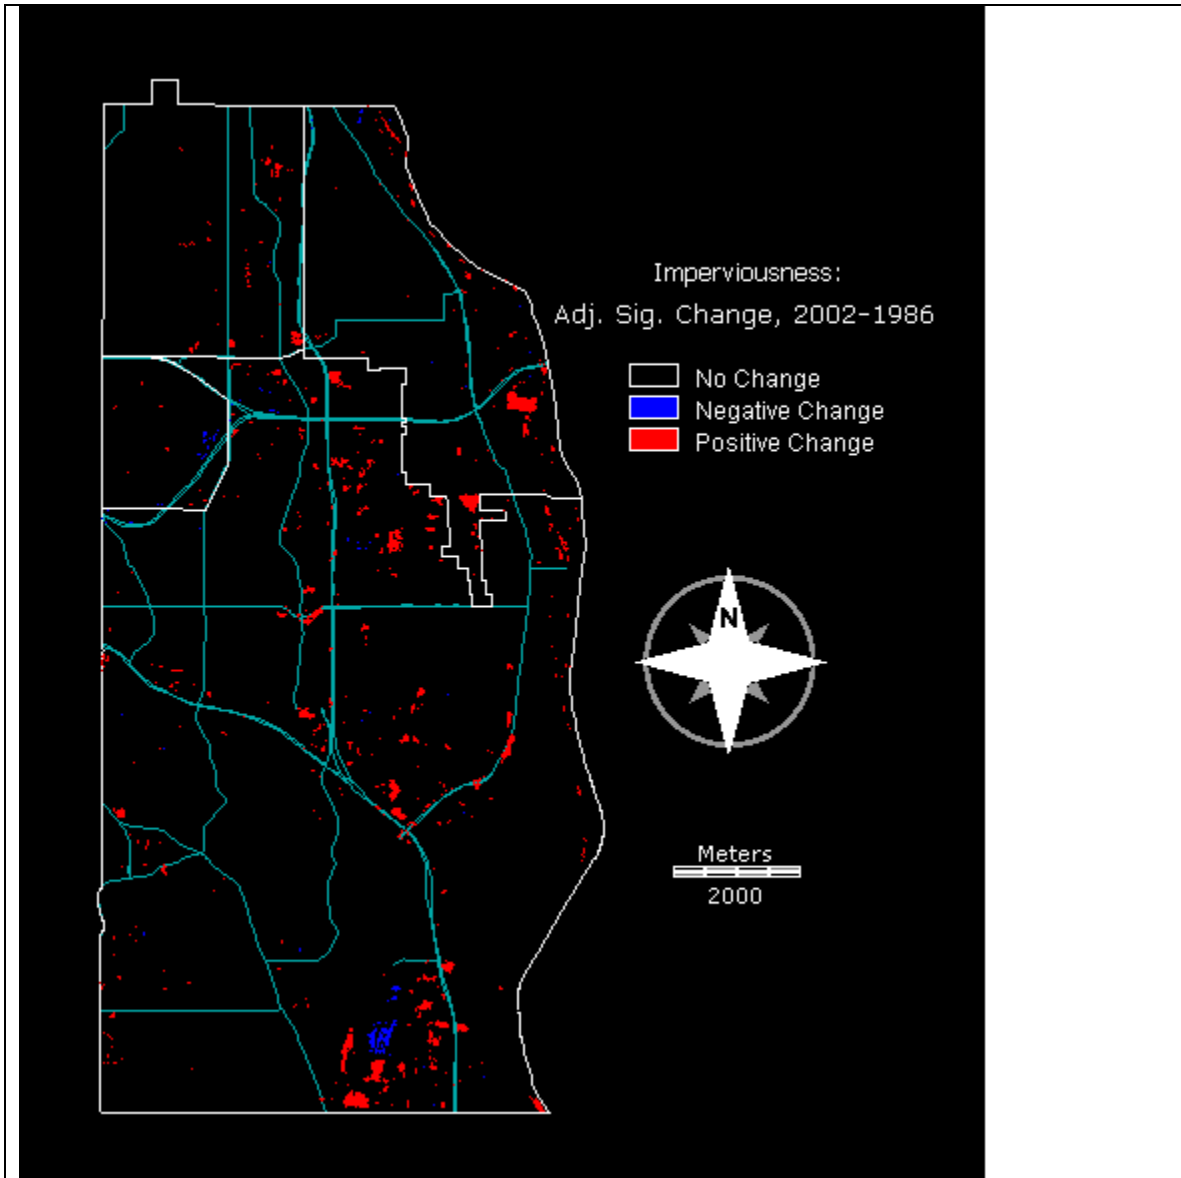 Imperviousness:
Adj. Sig. Change, 2002-1986
No Change
Negative Change
Positive Change
N
Meters
2000